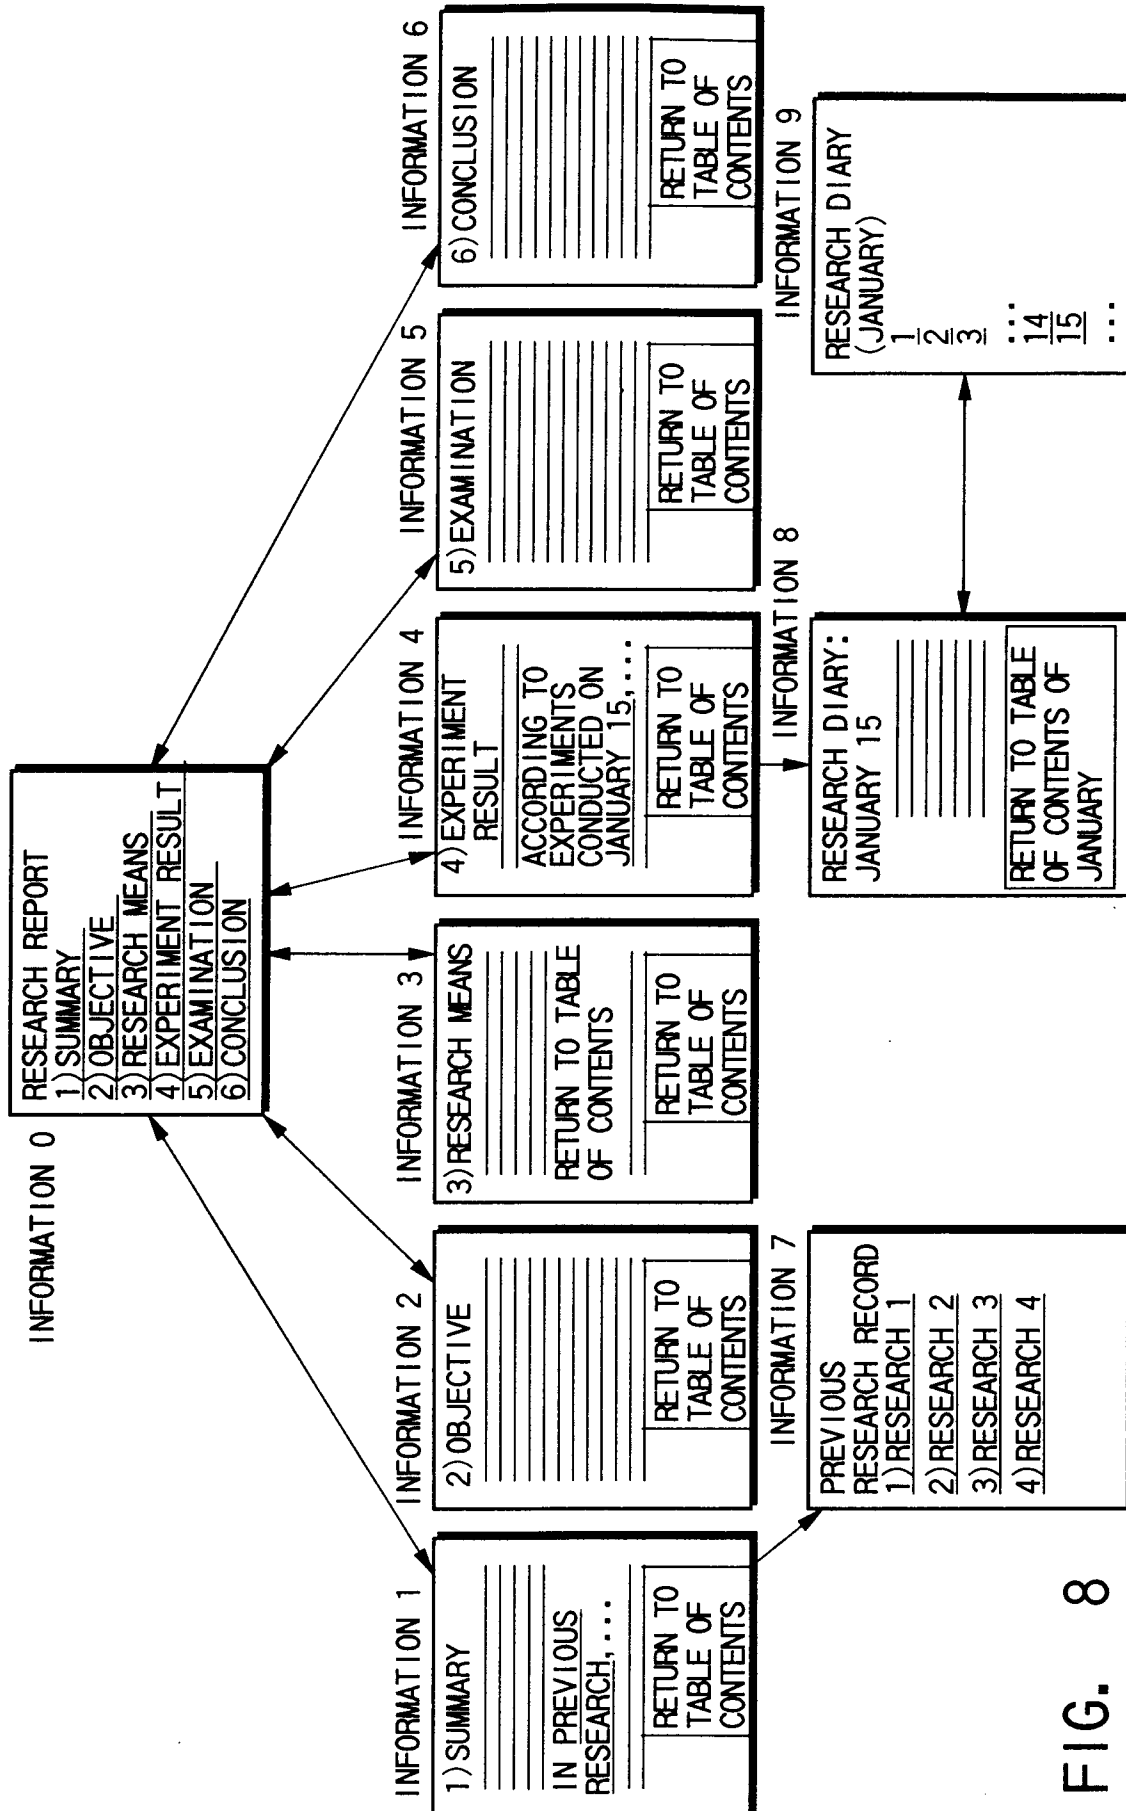 INFORMATION 0
RESEARCH REPORT
1)SUMMARY
2)OBJECTIVE
3)RESEARCH MEANS
4)EXPERIMENT RESULT
5)EXAMINATION
6)CONCLUSION
INFORMATION 1
1)SUMMARY
IN PREVIOUS
RESEARCH,...
RETURN TO
TABLE OF
CONTENTS
INFORMATION 2
2)OBJECTIVE
RETURN TO
TABLE OF
CONTENTS
INFORMATION 3
3)RESEARCH MEANS
RETURN TO TABLE
OF CONTENTS
RETURN TO
TABLE OF
CONTENTS
INFORMATION 4
4)EXPERIMENT
RESULT
ACCORDING TO
EXPERIMENTS
CONDUCTED ON
JANUARY 15,...
RETURN TO
TABLE OF
CONTENTS
INFORMATION 5
5)EXAMINATION
RETURN TO
TABLE OF
CONTENTS
INFORMATION 6
6)CONCLUSION
RETURN TO
TABLE OF
CONTENTS
INFORMATION 7
PREVIOUS
RESEARCH RECORD
1)RESEARCH 1
2)RESEARCH 2
3)RESEARCH 3
4)RESEARCH 4
INFORMATION 8
RESEARCH DIARY:
JANUARY 15
RETURN TO TABLE
OF CONTENTS OF
JANUARY
INFORMATION 9
RESEARCH DIARY
(JANUARY)
1
2
3
...
14
15
...
FIG. 8